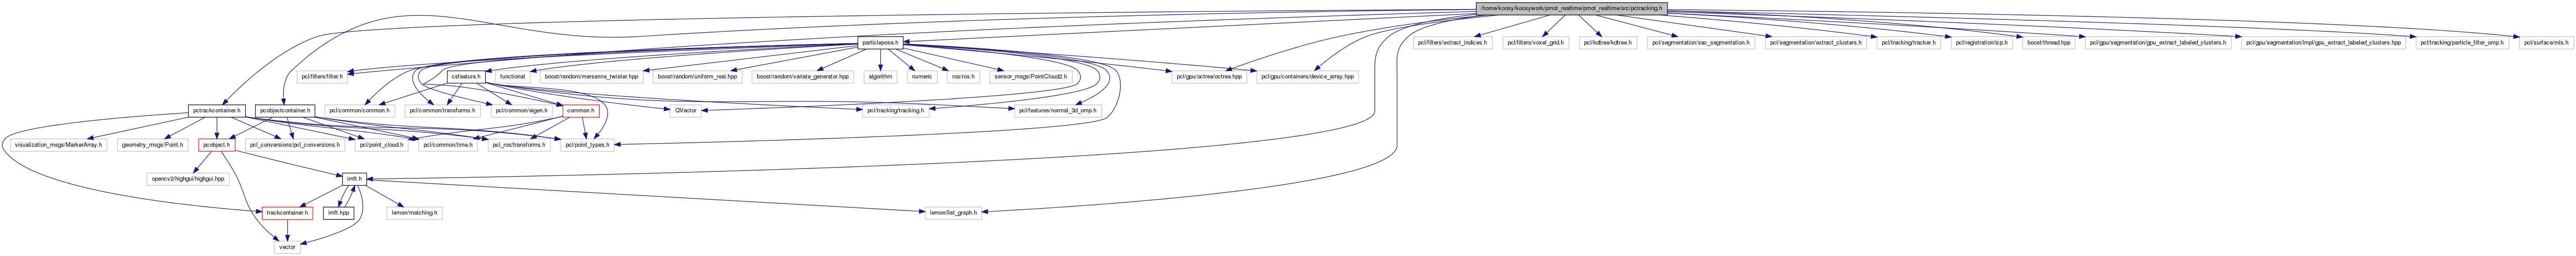 /home/koosy/koosywork/pmot_realtime/pmot_realtime/src/pctracking.h
particlepose.h
pcl/filters/extract_indices.h
pcl/filters/voxel_grid.h
pcl/kdtree/kdtree.h
pcl/segmentation/sac_segmentation.h
pcl/segmentation/extract_clusters.h
pcl/tracking/tracker.h
pcl/registration/icp.h
boost/thread.hpp
pcl/gpu/segmentation/gpu_extract_labeled_clusters.h
pcl/gpu/segmentation/impl/gpu_extract_labeled_clusters.hpp
pcl/tracking/particle_filter_omp.h
pcl/surface/mls.h
pcl/filters/filter.h
csfeature.h
functional
boost/random/mersenne_twister.hpp
boost/random/uniform_real.hpp
boost/random/variate_generator.hpp
algorithm
numeric
ros/ros.h
sensor_msgs/PointCloud2.h
pcl/gpu/octree/octree.hpp
pcl/gpu/containers/device_array.hpp
pctrackcontainer.h
pcobjectcontainer.h
pcl/common/common.h
pcl/common/transforms.h
pcl/common/eigen.h
common.h
QVector
pcl/tracking/tracking.h
pcl/features/normal_3d_omp.h
visualization_msgs/MarkerArray.h
geometry_msgs/Point.h
pcobject.h
pcl_conversions/pcl_conversions.h
pcl/point_cloud.h
pcl/common/time.h
pcl_ros/transforms.h
pcl/point_types.h
opencv2/highgui/highgui.hpp
imft.h
trackcontainer.h
imft.hpp
lemon/matching.h
lemon/list_graph.h
vector